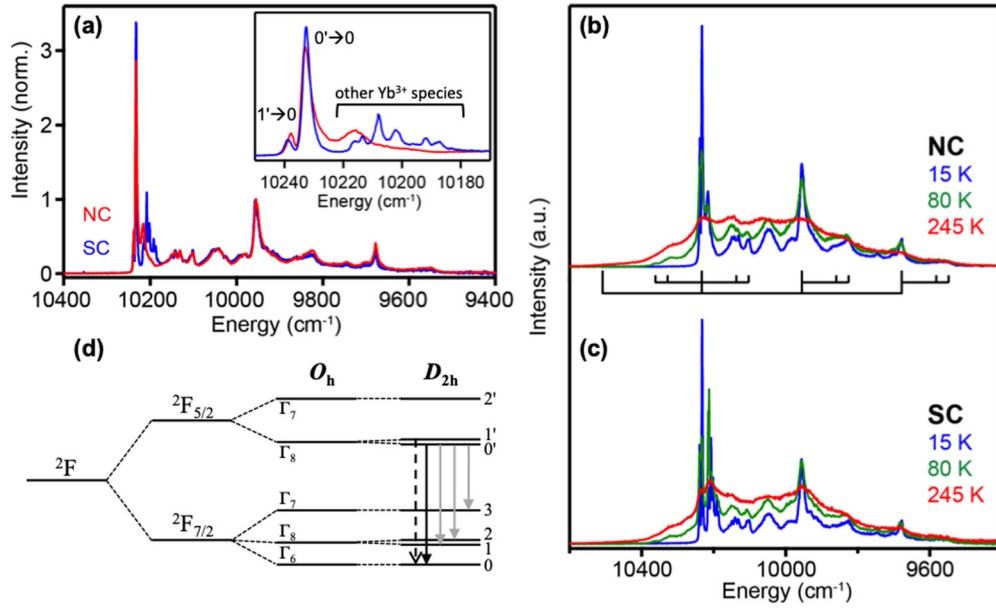 (a)
3
2
1
0
Intensity (norm.)
NC
SC
10400 10200 10000 9800 9600 9400
Energy (cm⁻¹)
0'→0
1'→0
other Yb³⁺ species
10240 10220 10200 10180
Energy (cm⁻¹)
(b)
NC
15 K
80 K
245 K
Intensity (a.u.)
(c)
SC
15 K
80 K
245 K
10400 10000 9600
Energy (cm⁻¹)
(d)
Oₕ D₂ₕ
²F
²F₅/₂
²F₇/₂
Γ₇
Γ₈
Γ₇
Γ₈
Γ₆
2'
1'
0'
3
2
1
0